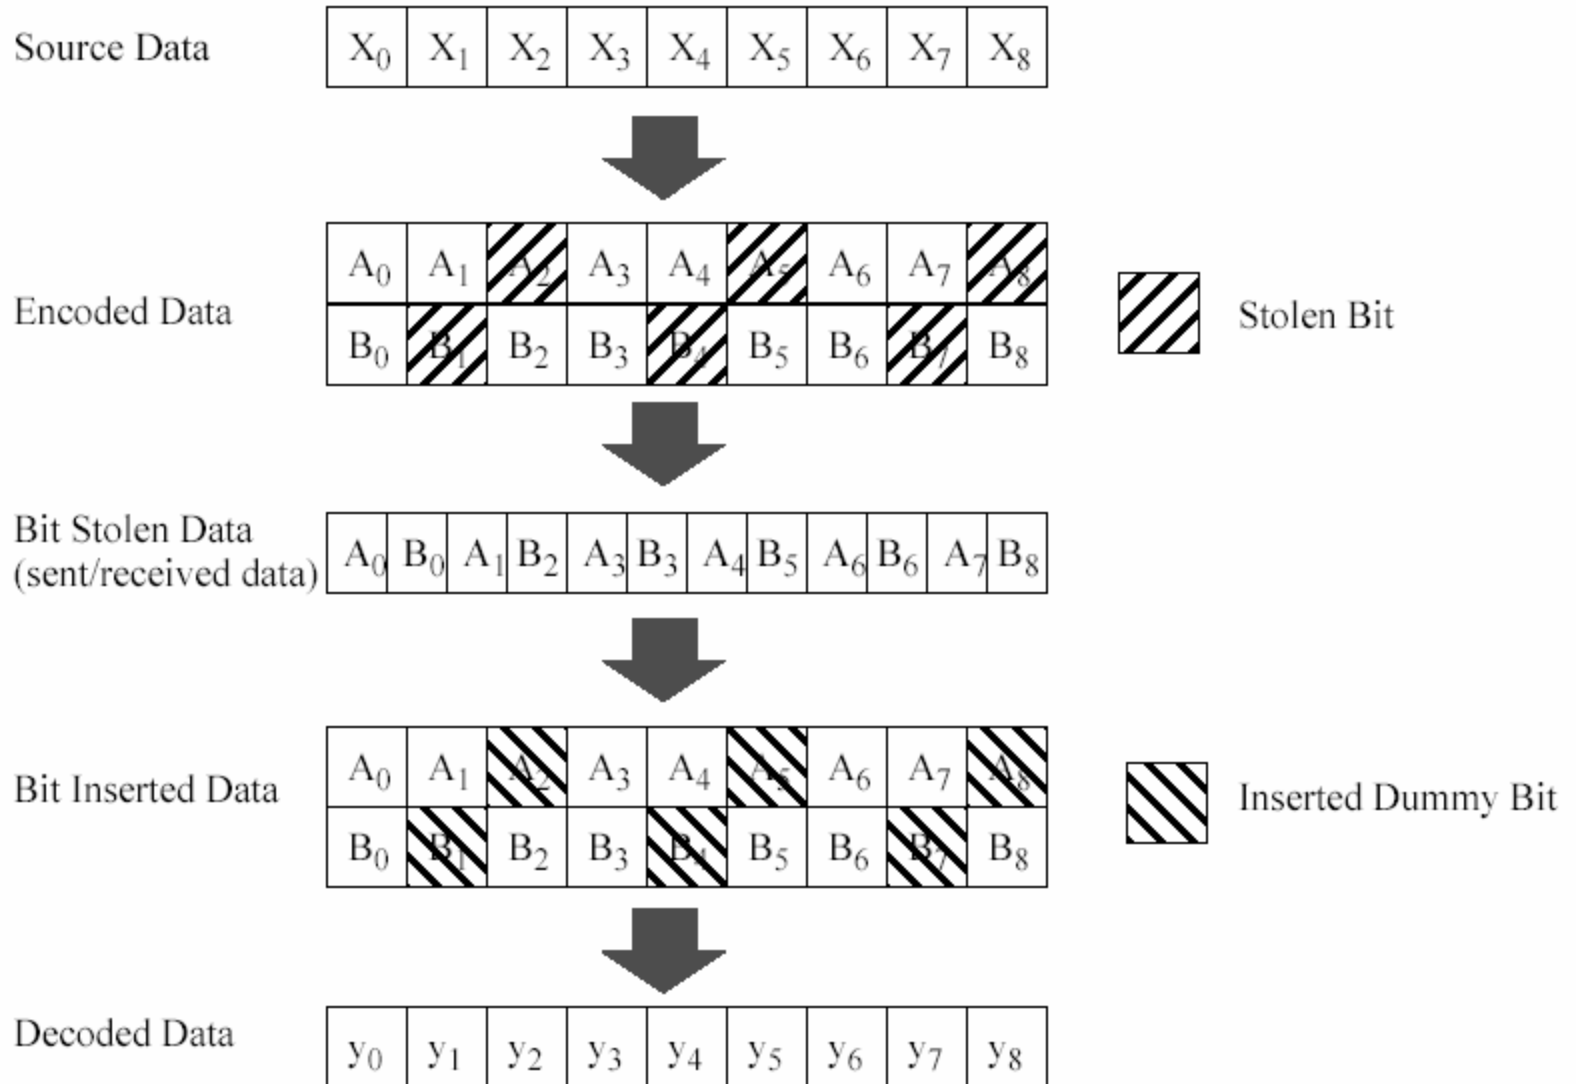 Source Data X₀ X₁ X₂ X₃ X₄ X₅ X₆ X₇ X₈
A₀ A₁ A₂ A₃ A₄ A₅ A₆ A₇ A₈
Encoded Data
Stolen Bit
B₀ B₁ B₂ B₃ B₄ B₅ B₆ B₇ B₈
Bit Stolen Data
(sent/received data)
A₀ B₀ A₁ B₂ A₃ B₃ A₄ B₅ A₆ B₆ A₇ B₈
A₀ A₁ A₂ A₃ A₄ A₅ A₆ A₇ A₈
Bit Inserted Data
Inserted Dummy Bit
B₀ B₁ B₂ B₃ B₄ B₅ B₆ B₇ B₈
Decoded Data y₀ y₁ y₂ y₃ y₄ y₅ y₆ y₇ y₈